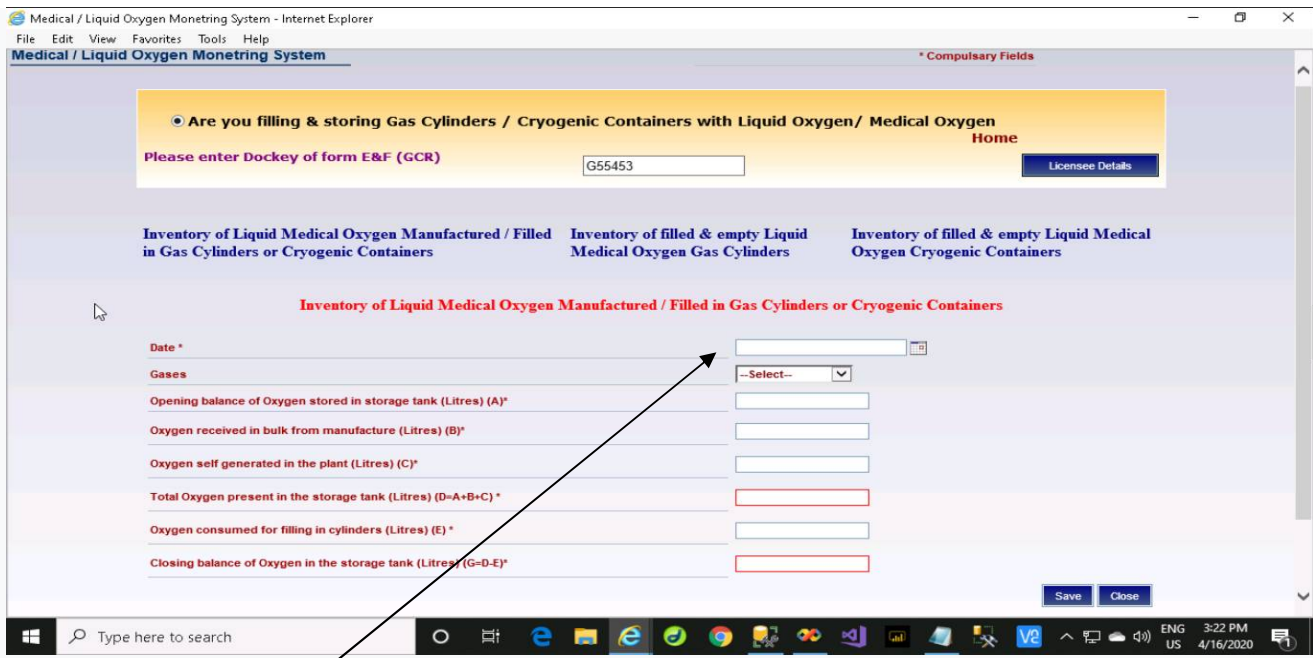 Medical / Liquid Oxygen Monetring System - Internet Explorer
File Edit View Favorites Tools Help
Medical / Liquid Oxygen Monetring System
* Compulsary Fields
Are you filling & storing Gas Cylinders / Cryogenic Containers with Liquid Oxygen/ Medical Oxygen
Home
Please enter Dockey of form E&F (GCR)
G55453
Licensee Details
Inventory of Liquid Medical Oxygen Manufactured / Filled
in Gas Cylinders or Cryogenic Containers
Inventory of filled & empty Liquid
Medical Oxygen Gas Cylinders
Inventory of filled & empty Liquid Medical
Oxygen Cryogenic Containers
Inventory of Liquid Medical Oxygen Manufactured / Filled in Gas Cylinders or Cryogenic Containers
Date *
Gases
--Select--
Opening balance of Oxygen stored in storage tank (Litres) (A)*
Oxygen received in bulk from manufacture (Litres) (B)*
Oxygen self generated in the plant (Litres) (C)*
Total Oxygen present in the storage tank (Litres) (D=A+B+C) *
Oxygen consumed for filling in cylinders (Litres) (E) *
Closing balance of Oxygen in the storage tank (Litres) (G=D-E)*
Save Close
Type here to search
ENG
US
3:22 PM
4/16/2020